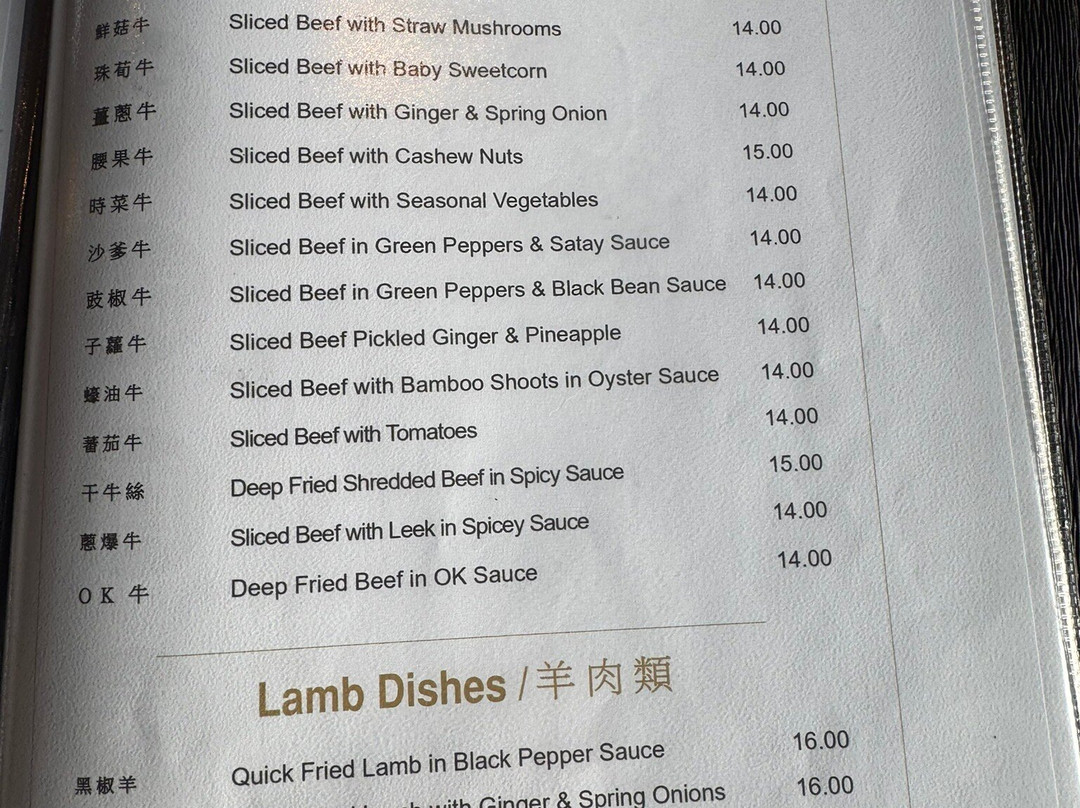 鮮菇牛 Sliced Beef with Straw Mushrooms 14.00
珠荀牛 Sliced Beef with Baby Sweetcorn 14.00
薑蔥牛 Sliced Beef with Ginger & Spring Onion 14.00
腰果牛 Sliced Beef with Cashew Nuts 15.00
時菜牛 Sliced Beef with Seasonal Vegetables 14.00
沙爹牛 Sliced Beef in Green Peppers & Satay Sauce 14.00
豉椒牛 Sliced Beef in Green Peppers & Black Bean Sauce 14.00
子蘿牛 Sliced Beef Pickled Ginger & Pineapple 14.00
蠔油牛 Sliced Beef with Bamboo Shoots in Oyster Sauce 14.00
蕃茄牛 Sliced Beef with Tomatoes 14.00
干牛絲 Deep Fried Shredded Beef in Spicy Sauce 15.00
蔥爆牛 Sliced Beef with Leek in Spicey Sauce 14.00
OK 牛 Deep Fried Beef in OK Sauce 14.00
Lamb Dishes / 羊肉類
黑椒羊 Quick Fried Lamb in Black Pepper Sauce 16.00
with Ginger & Spring Onions 16.00